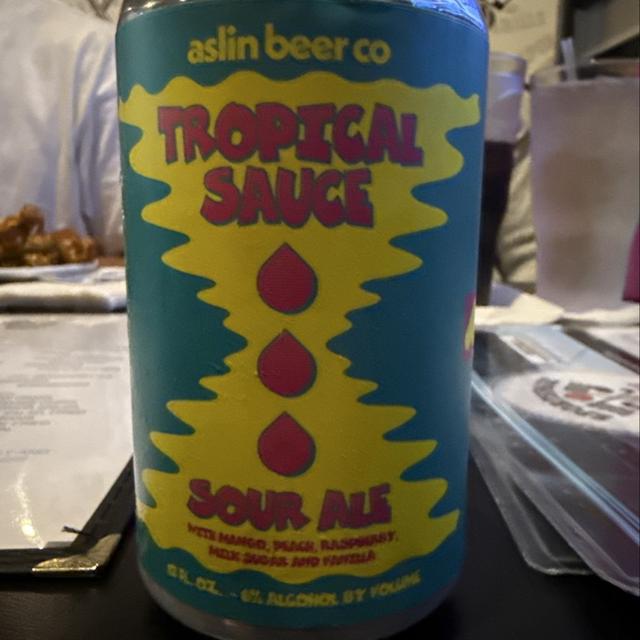 aslin beer co
TROPICAL
SAUCE
SOUR ALE
WITH MANGO, PEACH, RASPBERRY,
MILK SUGAR AND VANILLA
12 FL. OZ. - 6% ALCOHOL BY VOLUME